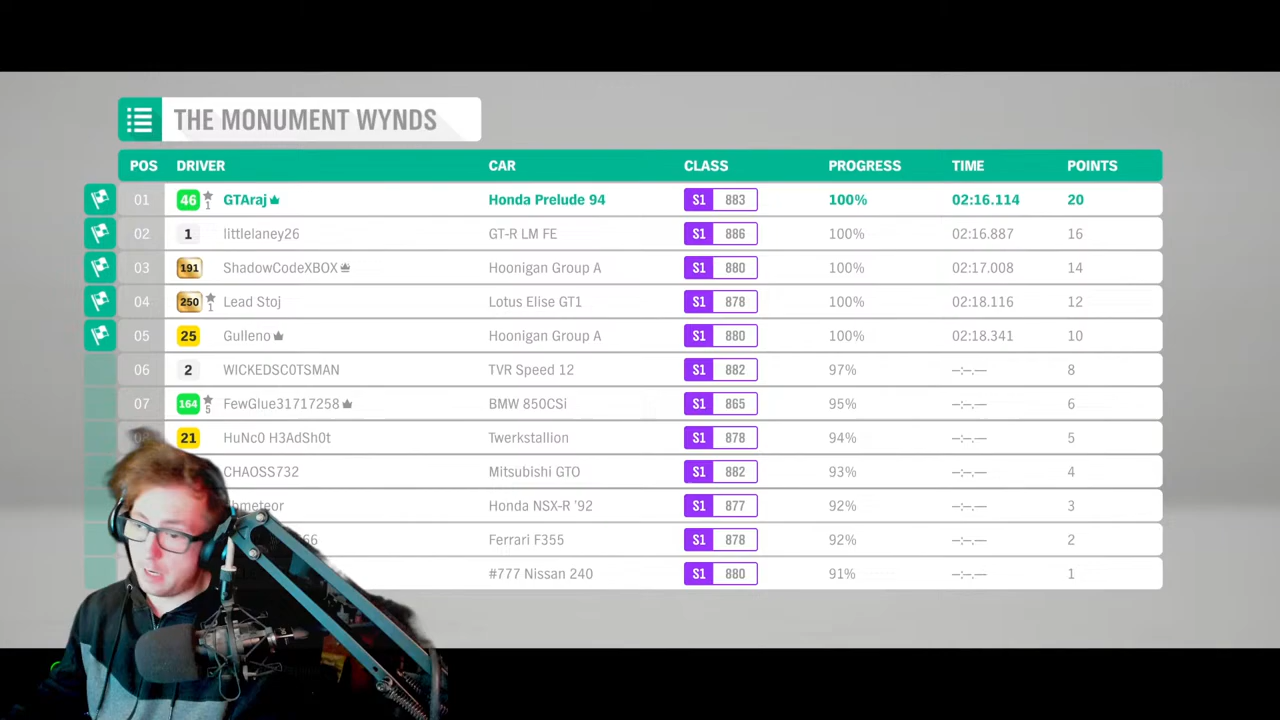 THE MONUMENT WYNDS
POS DRIVER CAR CLASS PROGRESS TIME POINTS
01 46 1 GTAraj Honda Prelude 94 S1 883 100% 02:16.114 20
02 1 littlelaney26 GT-R LM FE S1 886 100% 02:16.887 16
03 191 ShadowCodeXBOX Hoonigan Group A S1 880 100% 02:17.008 14
04 250 1 Lead Stoj Lotus Elise GT1 S1 878 100% 02:18.116 12
05 25 Gulleno Hoonigan Group A S1 880 100% 02:18.341 10
06 2 WICKEDSC0TSMAN TVR Speed 12 S1 882 97% --:--.--- 8
07 164 5 FewGlue31717258 BMW 850CSi S1 865 95% --:--.--- 6
21 HuNc0 H3AdSh0t Twerkstallion S1 878 94% --:--.--- 5
CHAOSS732 Mitsubishi GTO S1 882 93% --:--.--- 4
Honda NSX-R '92 S1 877 92% --:--.--- 3
Ferrari F355 S1 878 92% --:--.--- 2
#777 Nissan 240 S1 880 91% --:--.--- 1